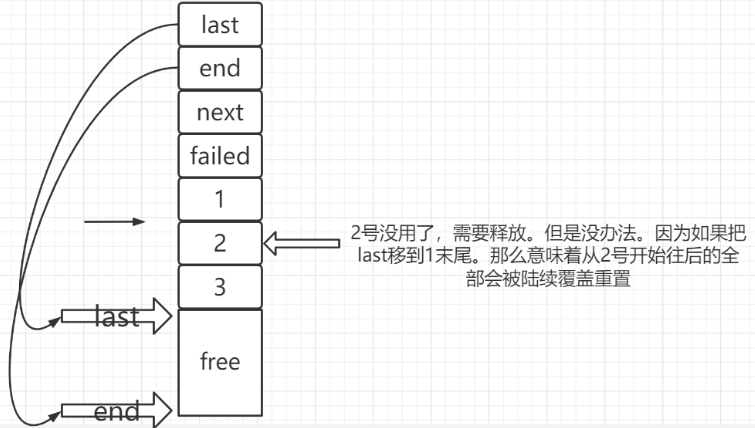 last
end
next
failed
1
2
3
free
last
end
2号没用了，需要释放。但是没办法。因为如果把
last移到1末尾。那么意味着从2号开始往后的全
部会被陆续覆盖重置